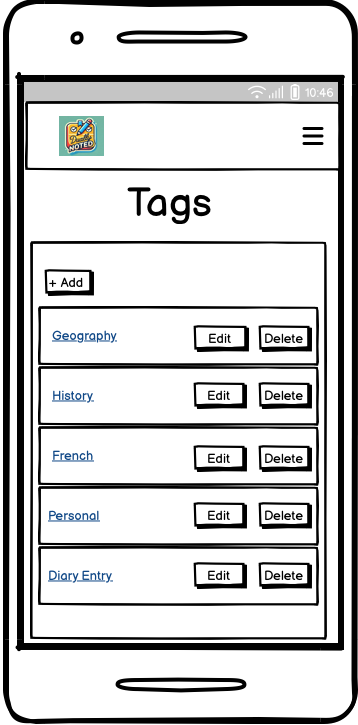 10:46
NOTED
Tags
+ Add
Geography Edit Delete
History Edit Delete
French Edit Delete
Personal Edit Delete
Diary Entry Edit Delete